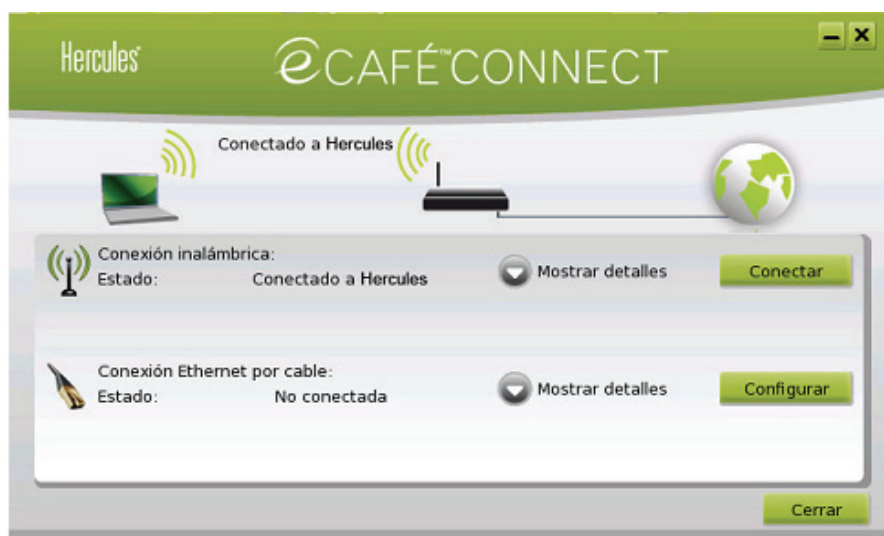 Hercules
eCAFÉ™CONNECT
Conectado a Hercules
Conexión inalámbrica:
Estado: Conectado a Hercules
Mostrar detalles
Conectar
Conexión Ethernet por cable:
Estado: No conectada
Mostrar detalles
Configurar
Cerrar